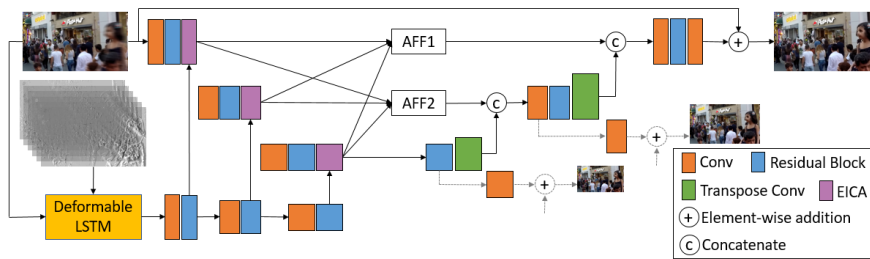 AFF1
c
+
AFF2
c
+
+
Deformable
LSTM
Conv
Residual Block
Transpose Conv
EICA
+ Element-wise addition
c Concatenate